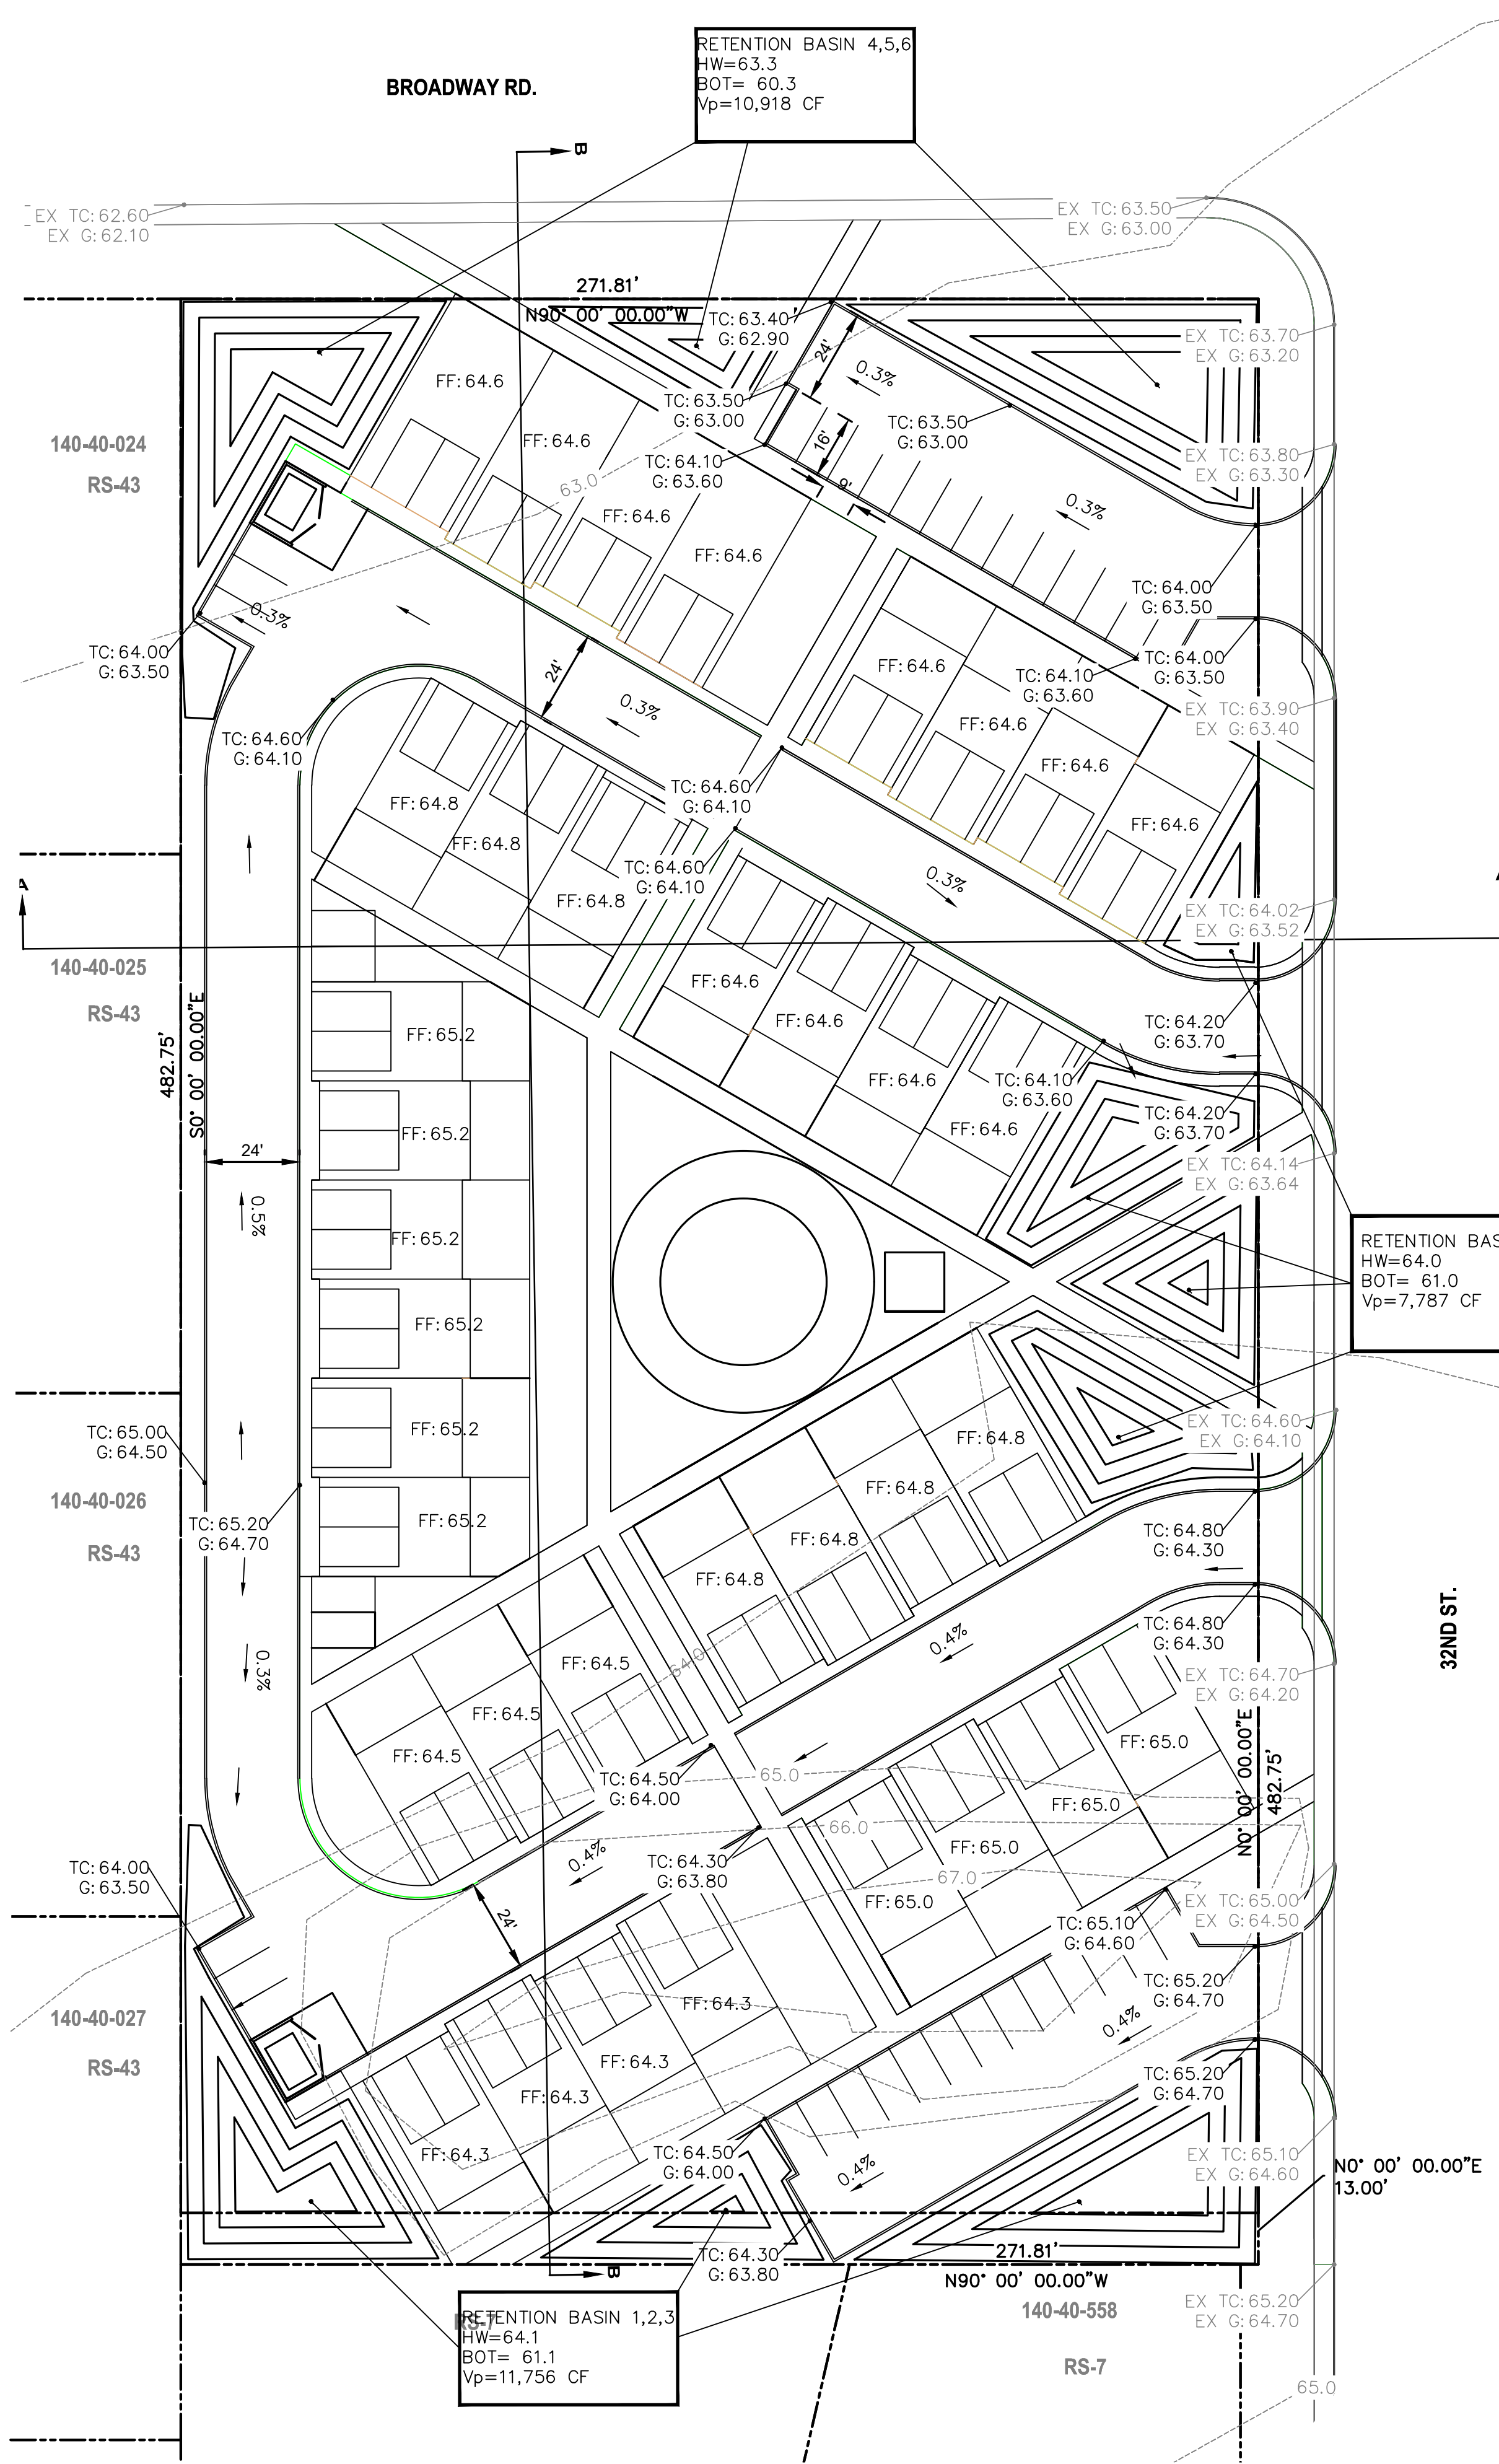 RETENTION BASIN 4,5,6
HW=63.3
BOT= 60.3
Vp=10,918 CF
BROADWAY RD.
B
EX TC:62.60
EX G:62.10
EX TC:63.50
EX G:63.00
271.81'
N90° 00' 00.00"W
TC:63.40
G:62.90
24'
EX TC:63.70
EX G:63.20
0.3%
FF:64.6
TC:63.50
G:63.00
TC:63.50
G:63.00
140-40-024
RS-43
FF:64.6
16'
TC:64.10
G:63.60
EX TC:63.80
EX G:63.30
63.0
9'
0.3%
FF:64.6
FF:64.6
TC:64.00
G:63.50
0.3%
TC:64.00
G:63.50
TC:64.00
G:63.50
FF:64.6
TC:64.10
G:63.60
24'
0.3%
EX TC:63.90
EX G:63.40
FF:64.6
TC:64.60
G:64.10
FF:64.6
TC:64.60
G:64.10
FF:64.8
FF:64.6
FF:64.8
TC:64.60
G:64.10
0.3%
A
FF:64.8
EX TC:64.02
EX G:63.52
140-40-025
RS-43
FF:64.6
FF:64.6
S0° 00' 00.00"E
482.75'
FF:65.2
TC:64.20
G:63.70
FF:64.6
TC:64.10
G:63.60
FF:65.2
FF:64.6
TC:64.20
G:63.70
24'
EX TC:64.14
EX G:63.64
0.5%
FF:65.2
RETENTION BAS
HW=64.0
BOT= 61.0
Vp=7,787 CF
FF:65.2
TC:65.00
G:64.50
FF:65.2
FF:64.8
EX TC:64.60
EX G:64.10
140-40-026
RS-43
FF:64.8
TC:65.20
G:64.70
FF:65.2
FF:64.8
TC:64.80
G:64.30
FF:64.8
32ND ST.
0.3%
FF:64.5
64.0
0.4%
TC:64.80
G:64.30
EX TC:64.70
EX G:64.20
FF:64.5
FF:64.5
N0° 00' 00.00"E
482.75'
FF:65.0
TC:64.50
G:64.00
65.0
FF:65.0
66.0
FF:65.0
0.4%
TC:64.30
G:63.80
67.0
FF:65.0
TC:64.00
G:63.50
24'
TC:65.10
G:64.60
EX TC:65.00
EX G:64.50
TC:65.20
G:64.70
140-40-027
RS-43
FF:64.3
0.4%
FF:64.3
TC:65.20
G:64.70
FF:64.3
FF:64.3
TC:64.50
G:64.00
0.4%
EX TC:65.10
EX G:64.60
N0° 00' 00.00"E
13.00'
TC:64.30
G:63.80
271.81'
N90° 00' 00.00"W
B
140-40-558
EX TC:65.20
EX G:64.70
RS-7
RETENTION BASIN 1,2,3
HW=64.1
BOT= 61.1
Vp=11,756 CF
RS-7
65.0